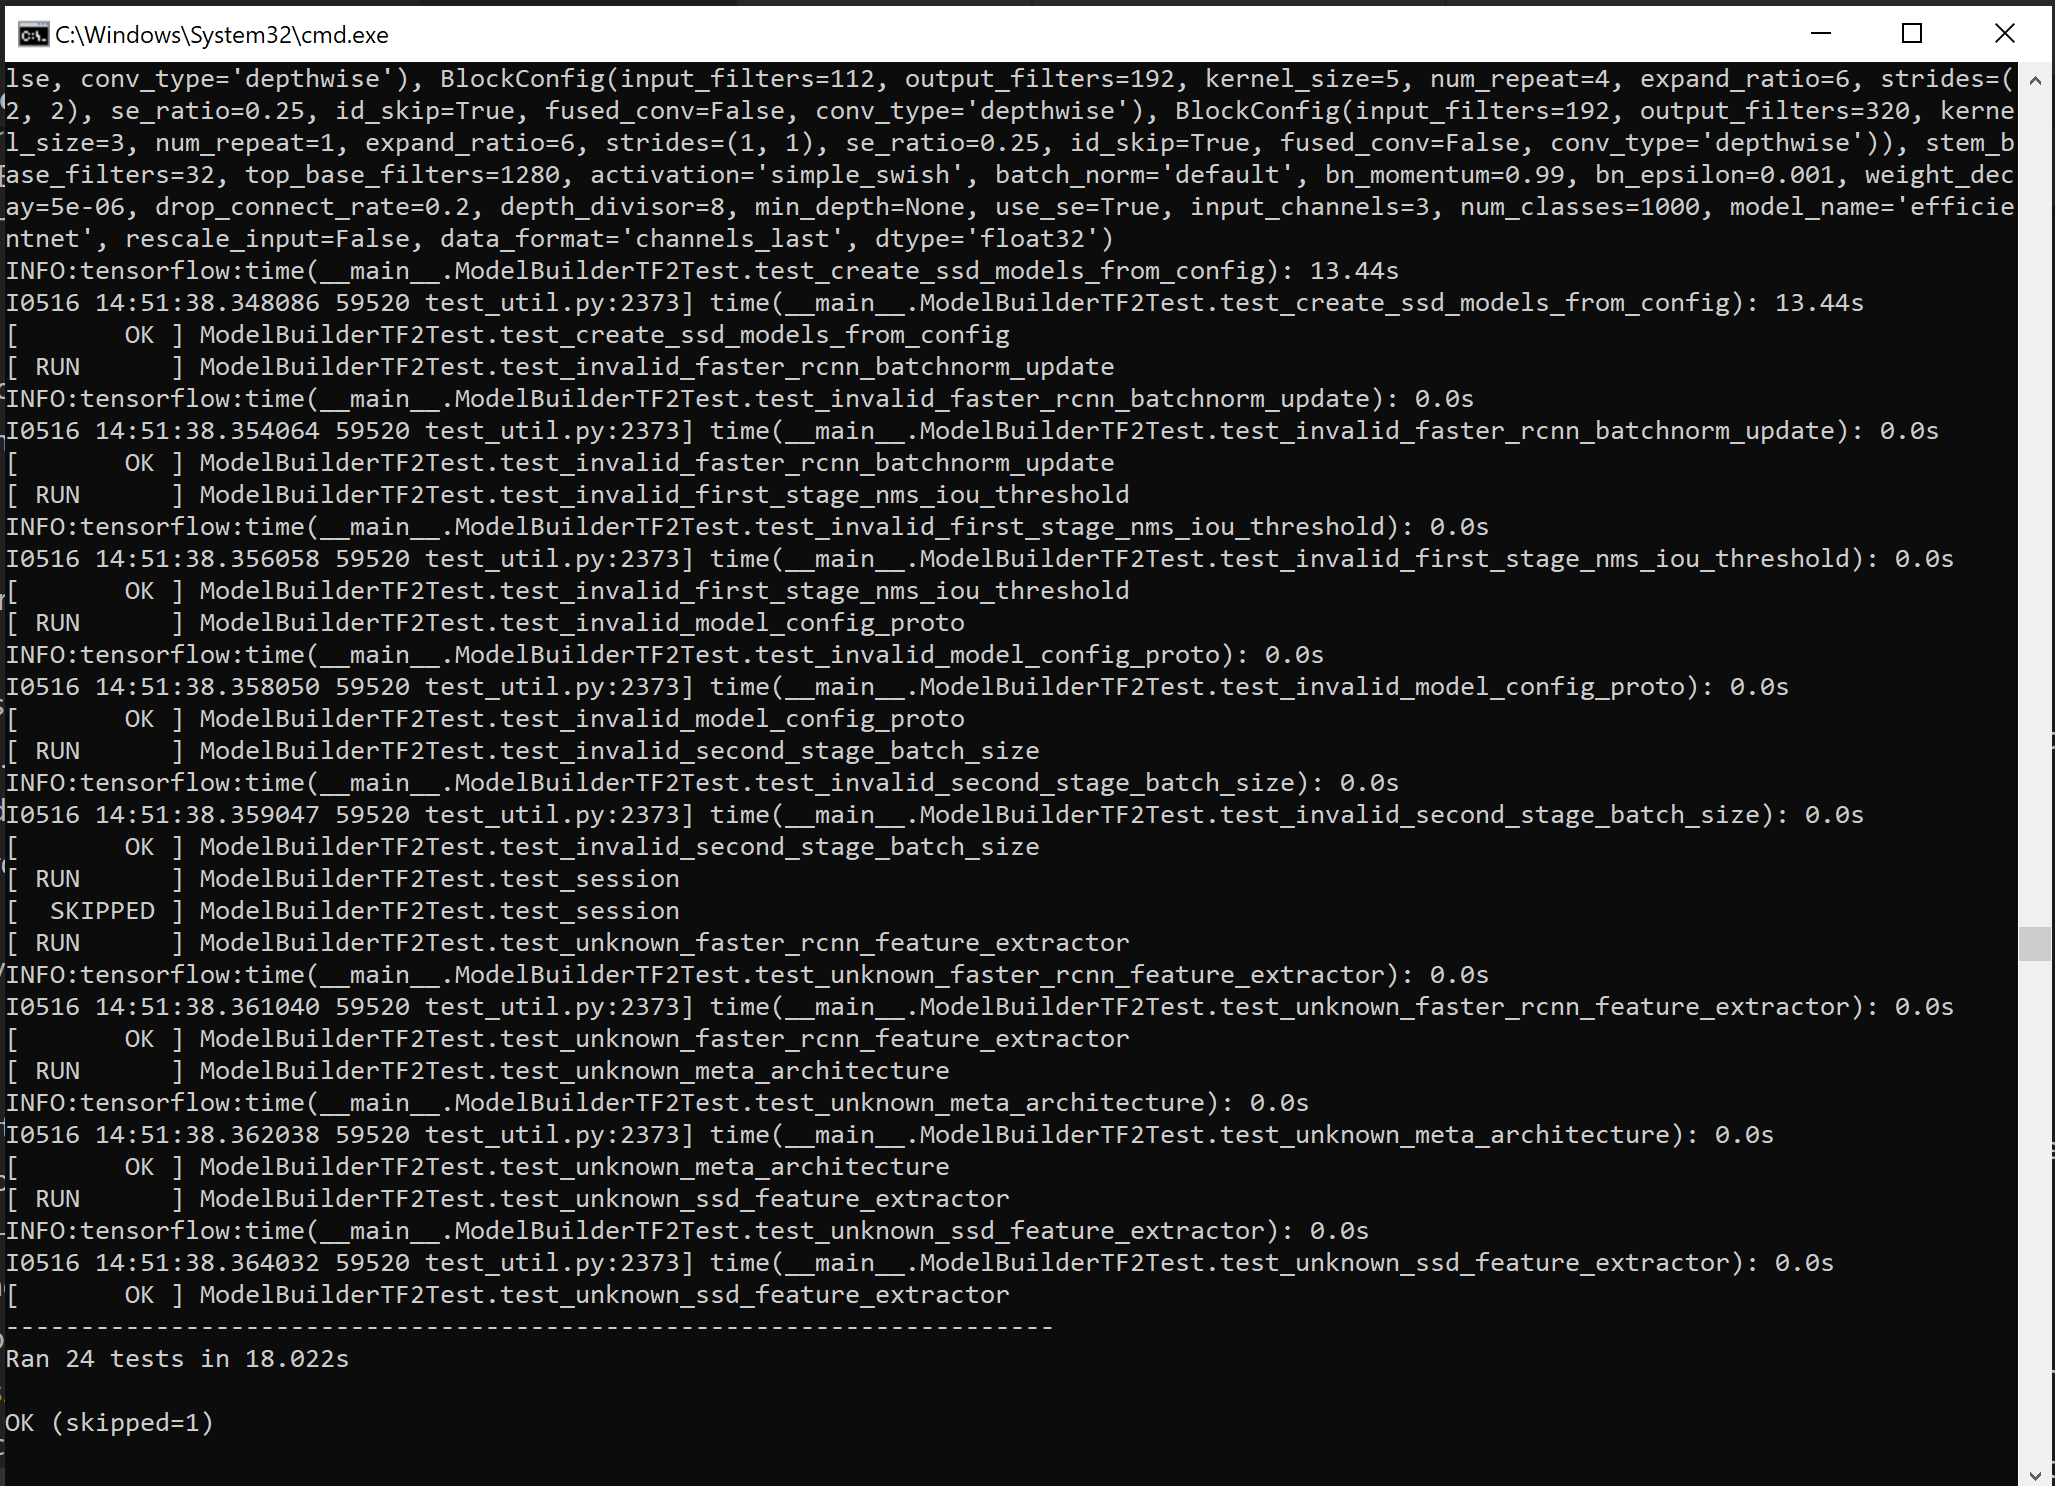 C:\Windows\System32\cmd.exe
lse, conv_type='depthwise'), BlockConfig(input_filters=112, output_filters=192, kernel_size=5, num_repeat=4, expand_ratio=6, strides=(
2, 2), se_ratio=0.25, id_skip=True, fused_conv=False, conv_type='depthwise'), BlockConfig(input_filters=192, output_filters=320, kerne
l_size=3, num_repeat=1, expand_ratio=6, strides=(1, 1), se_ratio=0.25, id_skip=True, fused_conv=False, conv_type='depthwise')), stem_b
ase_filters=32, top_base_filters=1280, activation='simple_swish', batch_norm='default', bn_momentum=0.99, bn_epsilon=0.001, weight_dec
ay=5e-06, drop_connect_rate=0.2, depth_divisor=8, min_depth=None, use_se=True, input_channels=3, num_classes=1000, model_name='efficie
ntnet', rescale_input=False, data_format='channels_last', dtype='float32')
INFO:tensorflow:time(__main__.ModelBuilderTF2Test.test_create_ssd_models_from_config): 13.44s
I0516 14:51:38.348086 59520 test_util.py:2373] time(__main__.ModelBuilderTF2Test.test_create_ssd_models_from_config): 13.44s
[       OK ] ModelBuilderTF2Test.test_create_ssd_models_from_config
[ RUN      ] ModelBuilderTF2Test.test_invalid_faster_rcnn_batchnorm_update
INFO:tensorflow:time(__main__.ModelBuilderTF2Test.test_invalid_faster_rcnn_batchnorm_update): 0.0s
I0516 14:51:38.354064 59520 test_util.py:2373] time(__main__.ModelBuilderTF2Test.test_invalid_faster_rcnn_batchnorm_update): 0.0s
[       OK ] ModelBuilderTF2Test.test_invalid_faster_rcnn_batchnorm_update
[ RUN      ] ModelBuilderTF2Test.test_invalid_first_stage_nms_iou_threshold
INFO:tensorflow:time(__main__.ModelBuilderTF2Test.test_invalid_first_stage_nms_iou_threshold): 0.0s
I0516 14:51:38.356058 59520 test_util.py:2373] time(__main__.ModelBuilderTF2Test.test_invalid_first_stage_nms_iou_threshold): 0.0s
[       OK ] ModelBuilderTF2Test.test_invalid_first_stage_nms_iou_threshold
[ RUN      ] ModelBuilderTF2Test.test_invalid_model_config_proto
INFO:tensorflow:time(__main__.ModelBuilderTF2Test.test_invalid_model_config_proto): 0.0s
I0516 14:51:38.358050 59520 test_util.py:2373] time(__main__.ModelBuilderTF2Test.test_invalid_model_config_proto): 0.0s
[       OK ] ModelBuilderTF2Test.test_invalid_model_config_proto
[ RUN      ] ModelBuilderTF2Test.test_invalid_second_stage_batch_size
INFO:tensorflow:time(__main__.ModelBuilderTF2Test.test_invalid_second_stage_batch_size): 0.0s
I0516 14:51:38.359047 59520 test_util.py:2373] time(__main__.ModelBuilderTF2Test.test_invalid_second_stage_batch_size): 0.0s
[       OK ] ModelBuilderTF2Test.test_invalid_second_stage_batch_size
[ RUN      ] ModelBuilderTF2Test.test_session
[  SKIPPED ] ModelBuilderTF2Test.test_session
[ RUN      ] ModelBuilderTF2Test.test_unknown_faster_rcnn_feature_extractor
INFO:tensorflow:time(__main__.ModelBuilderTF2Test.test_unknown_faster_rcnn_feature_extractor): 0.0s
I0516 14:51:38.361040 59520 test_util.py:2373] time(__main__.ModelBuilderTF2Test.test_unknown_faster_rcnn_feature_extractor): 0.0s
[       OK ] ModelBuilderTF2Test.test_unknown_faster_rcnn_feature_extractor
[ RUN      ] ModelBuilderTF2Test.test_unknown_meta_architecture
INFO:tensorflow:time(__main__.ModelBuilderTF2Test.test_unknown_meta_architecture): 0.0s
I0516 14:51:38.362038 59520 test_util.py:2373] time(__main__.ModelBuilderTF2Test.test_unknown_meta_architecture): 0.0s
[       OK ] ModelBuilderTF2Test.test_unknown_meta_architecture
[ RUN      ] ModelBuilderTF2Test.test_unknown_ssd_feature_extractor
INFO:tensorflow:time(__main__.ModelBuilderTF2Test.test_unknown_ssd_feature_extractor): 0.0s
I0516 14:51:38.364032 59520 test_util.py:2373] time(__main__.ModelBuilderTF2Test.test_unknown_ssd_feature_extractor): 0.0s
[       OK ] ModelBuilderTF2Test.test_unknown_ssd_feature_extractor
----------------------------------------------------------------------
Ran 24 tests in 18.022s
OK (skipped=1)